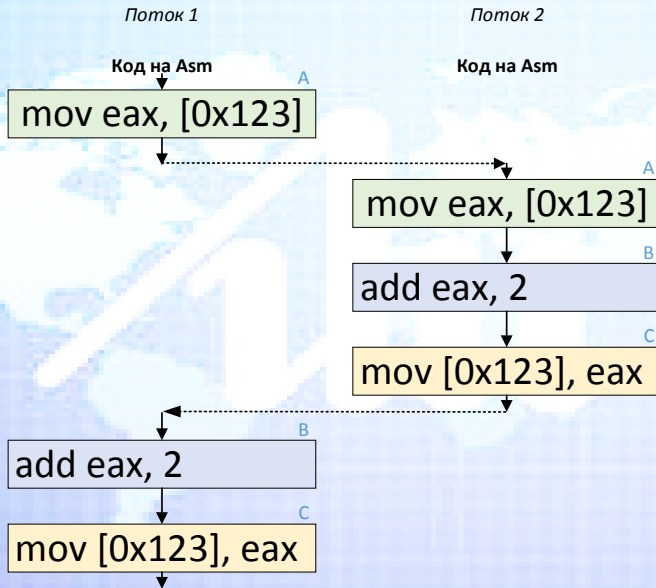 Поток 1
Поток 2
Код на Asm
Код на Asm
A
mov eax, [0x123]
A
mov eax, [0x123]
B
add eax, 2
C
mov [0x123], eax
B
add eax, 2
C
mov [0x123], eax